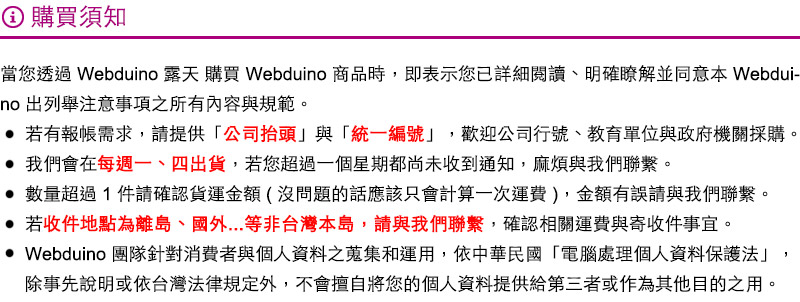 購買須知
當您透過 Webduino 露天 購買 Webduino 商品時，即表示您已詳細閱讀、明確瞭解並同意本 Webdui-
no 出列舉注意事項之所有內容與規範。
● 若有報帳需求，請提供「公司抬頭」與「統一編號」，歡迎公司行號、教育單位與政府機關採購。
● 我們會在每週一、四出貨，若您超過一個星期都尚未收到通知，麻煩與我們聯繫。
● 數量超過 1 件請確認貨運金額 ( 沒問題的話應該只會計算一次運費 )，金額有誤請與我們聯繫。
● 若收件地點為離島、國外...等非台灣本島，請與我們聯繫，確認相關運費與寄收件事宜。
● Webduino 團隊針對消費者與個人資料之蒐集和運用，依中華民國「電腦處理個人資料保護法」，
除事先說明或依台灣法律規定外，不會擅自將您的個人資料提供給第三者或作為其他目的之用。